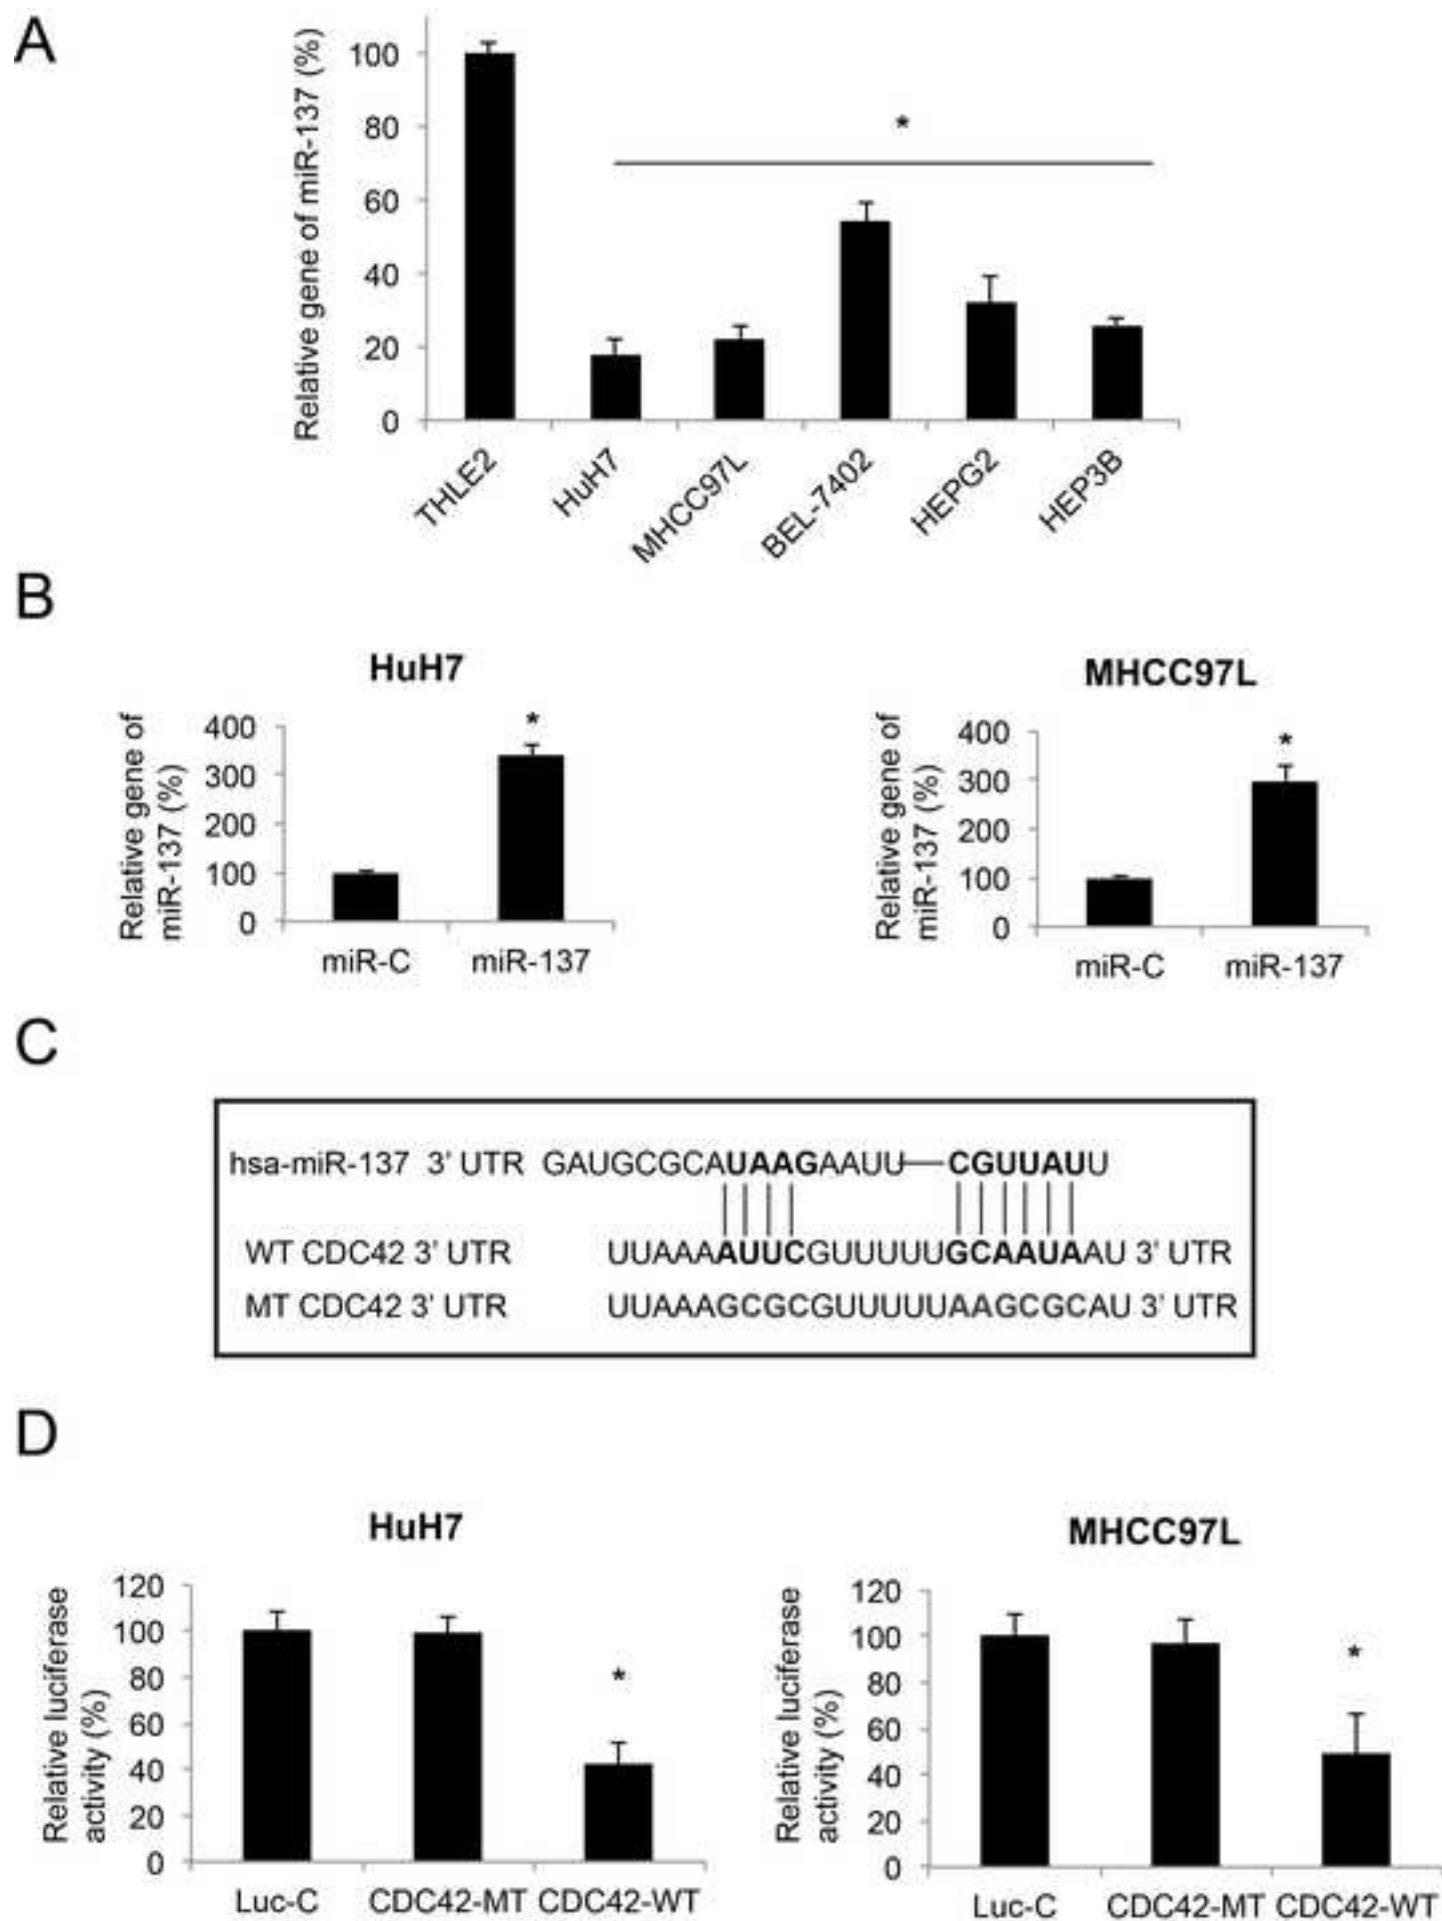 A
Relative gene of miR-137 (%)
100
80
60
40
20
0
*
THLE2
HuH7
MHCC97L
BEL-7402
HEPG2
HEP3B
B
HuH7
Relative gene of
miR-137 (%)
400
300
200
100
0
*
miR-C
miR-137
MHCC97L
Relative gene of
miR-137 (%)
400
300
200
100
0
*
miR-C
miR-137
C
hsa-miR-137 3' UTR GAUGCGCAUAAGAAUU—CGUUAUU
WT CDC42 3' UTR UUAAAAUUCGUUUUUGCAAUAAU 3' UTR
MT CDC42 3' UTR UUAAAGCGCGUUUUUAAGCGCAU 3' UTR
D
HuH7
Relative luciferase
activity (%)
120
100
80
60
40
20
0
*
Luc-C
CDC42-MT
CDC42-WT
MHCC97L
Relative luciferase
activity (%)
120
100
80
60
40
20
0
*
Luc-C
CDC42-MT
CDC42-WT